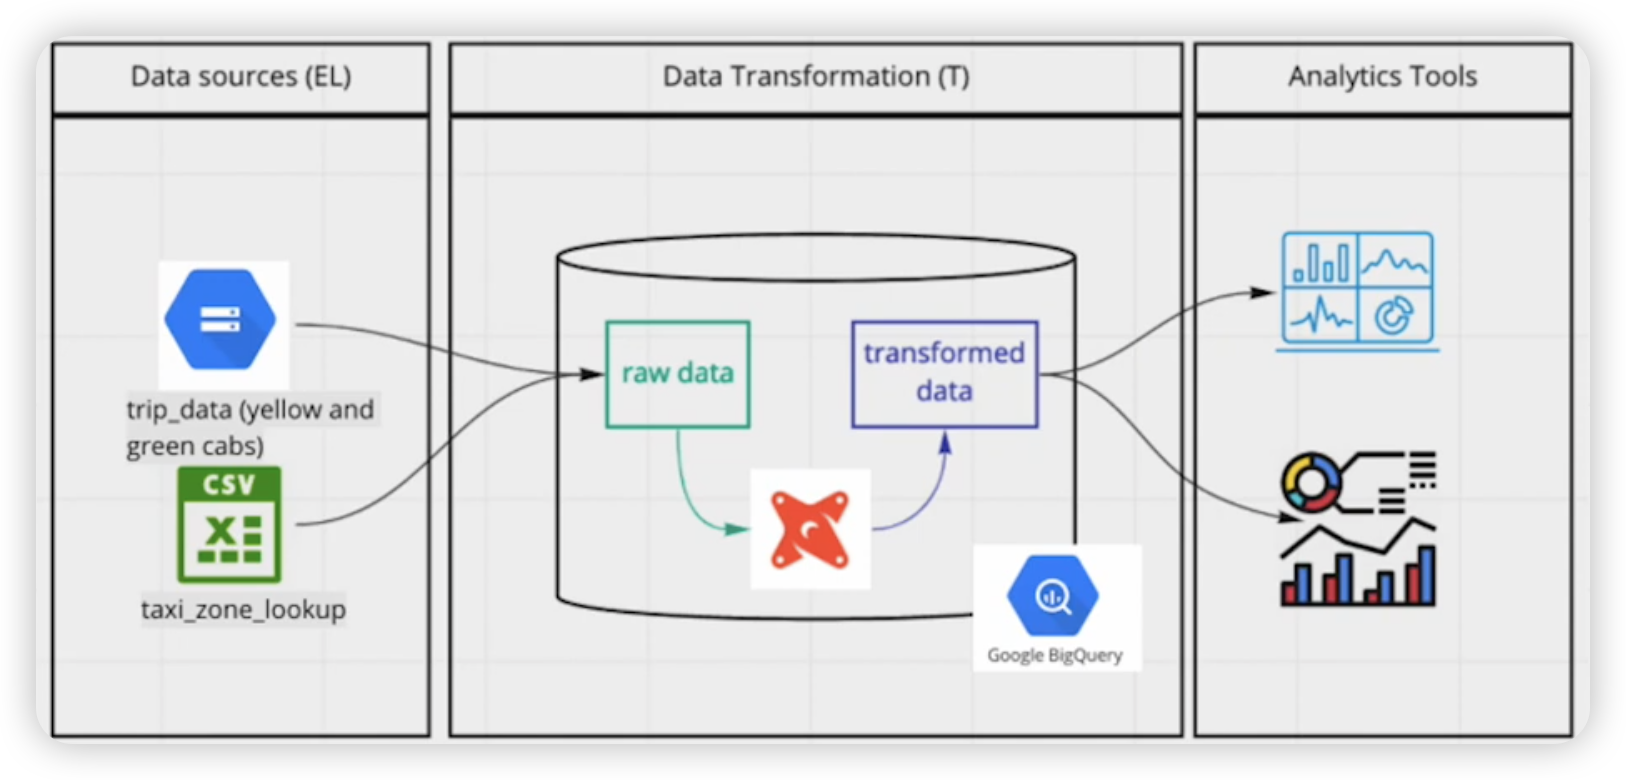 Data sources (EL)
Data Transformation (T)
Analytics Tools
trip_data (yellow and
green cabs)
CSV
X
taxi_zone_lookup
raw data
transformed
data
Google BigQuery